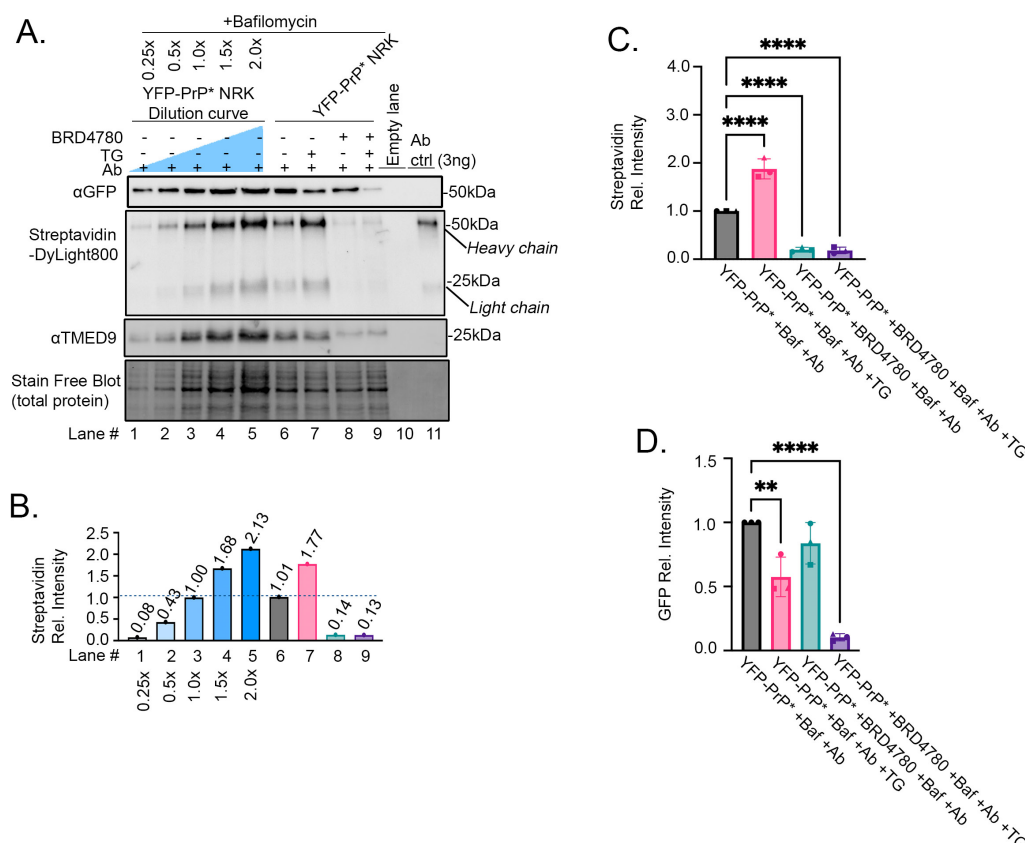 A.
+Bafilomycin
0.25x 0.5x 1.0x 1.5x 2.0x
YFP-PrP* NRK
Dilution curve
YFP-PrP* NRK
Empty lane
BRD4780 - - - - - - - + + Ab
TG - - - - - - + - + ctrl (3ng)
Ab + + + + + + + + +
αGFP
-50kDa
Streptavidin
-DyLight800
-50kDa
Heavy chain
-25kDa
Light chain
αTMED9
-25kDa
Stain Free Blot
(total protein)
Lane # 1 2 3 4 5 6 7 8 9 10 11
B.
Streptavidin
Rel. Intensity
2.5
2.0
1.5
1.0
0.5
0.0
0.08 0.43 1.00 1.68 2.13 1.01 1.77 0.14 0.13
Lane # 1 2 3 4 5 6 7 8 9
0.25x 0.5x 1.0x 1.5x 2.0x
C.
Streptavidin
Rel. Intensity
4.0
3.0
2.0
1.0
0.0
****
****
****
YFP-PrP* +Baf +Ab
YFP-PrP* +Baf +Ab +TG
YFP-PrP* +BRD4780 +Baf +Ab
YFP-PrP* +BRD4780 +Baf +Ab +TG
D.
GFP Rel. Intensity
1.5
1.0
0.5
0.0
****
**
YFP-PrP* +Baf +Ab
YFP-PrP* +Baf +Ab +TG
YFP-PrP* +BRD4780 +Baf +Ab
YFP-PrP* +BRD4780 +Baf +Ab +TG